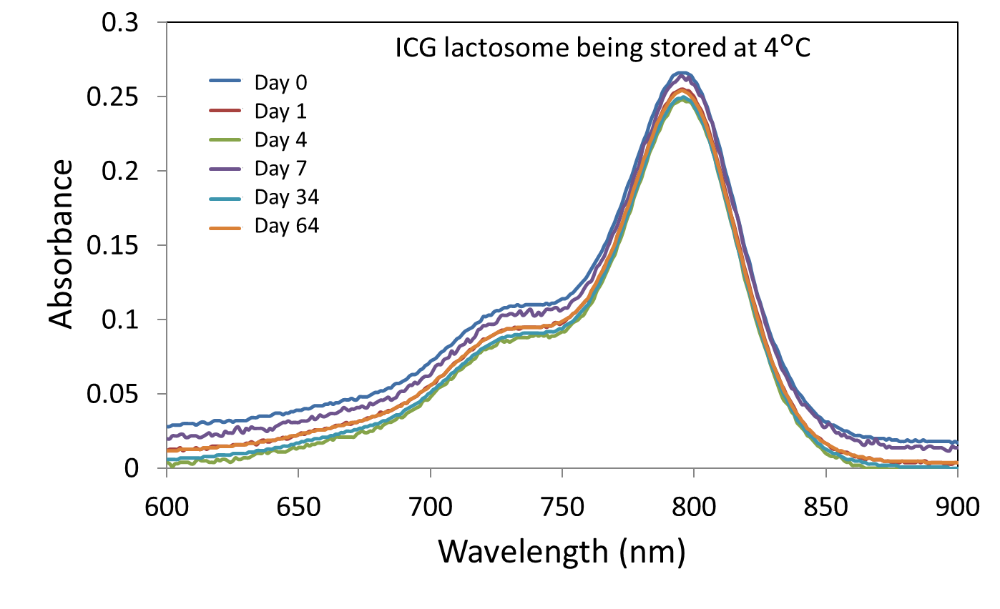 ICG lactosome being stored at 4°C
0.3
0.25
0.2
0.15
0.1
0.05
0
Absorbance
Day 0
Day 1
Day 4
Day 7
Day 34
Day 64
600 650 700 750 800 850 900
Wavelength (nm)